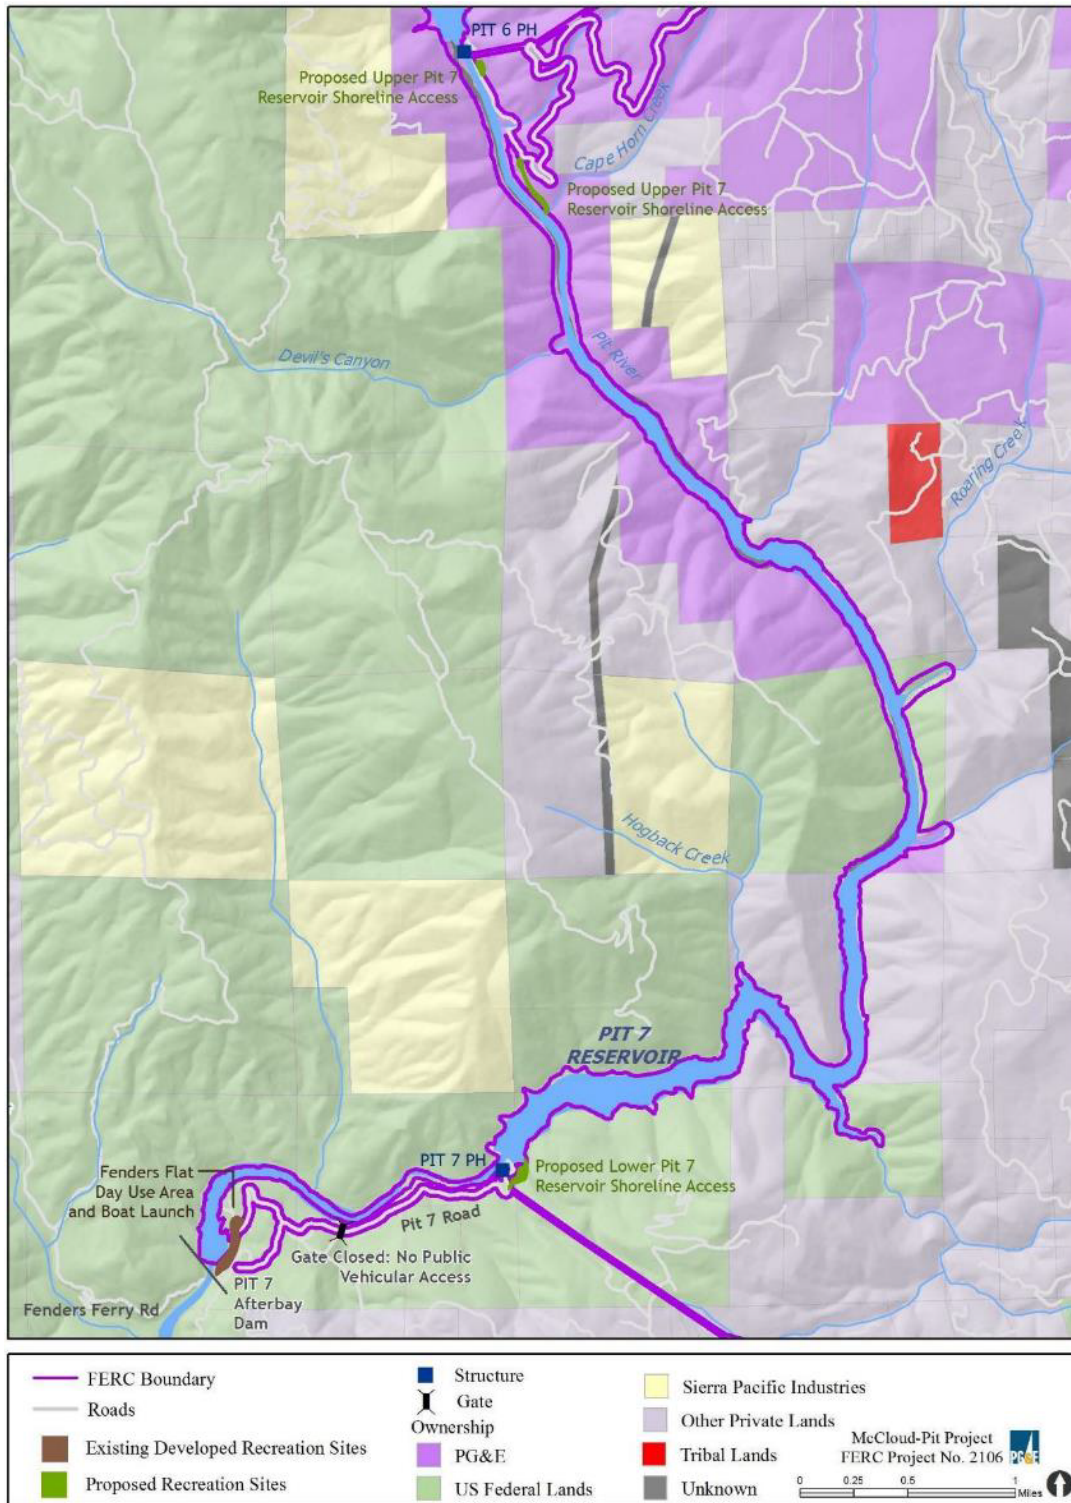 PIT 6 PH
Proposed Upper Pit 7
Reservoir Shoreline Access
Cape Horn Creek
Proposed Upper Pit 7
Reservoir Shoreline Access
Pit River
Devil's Canyon
Roaring Creek
Hogback Creek
PIT 7
RESERVOIR
PIT 7 PH
Proposed Lower Pit 7
Reservoir Shoreline Access
Fenders Flat
Day Use Area
and Boat Launch
Pit 7 Road
Gate Closed: No Public
Vehicular Access
PIT 7
Afterbay
Dam
Fenders Ferry Rd
FERC Boundary
Roads
Existing Developed Recreation Sites
Proposed Recreation Sites
Structure
Gate
Ownership
PG&E
US Federal Lands
Sierra Pacific Industries
Other Private Lands
Tribal Lands
Unknown
McCloud-Pit Project
FERC Project No. 2106
PG&E
0 0.25 0.5 1
Miles